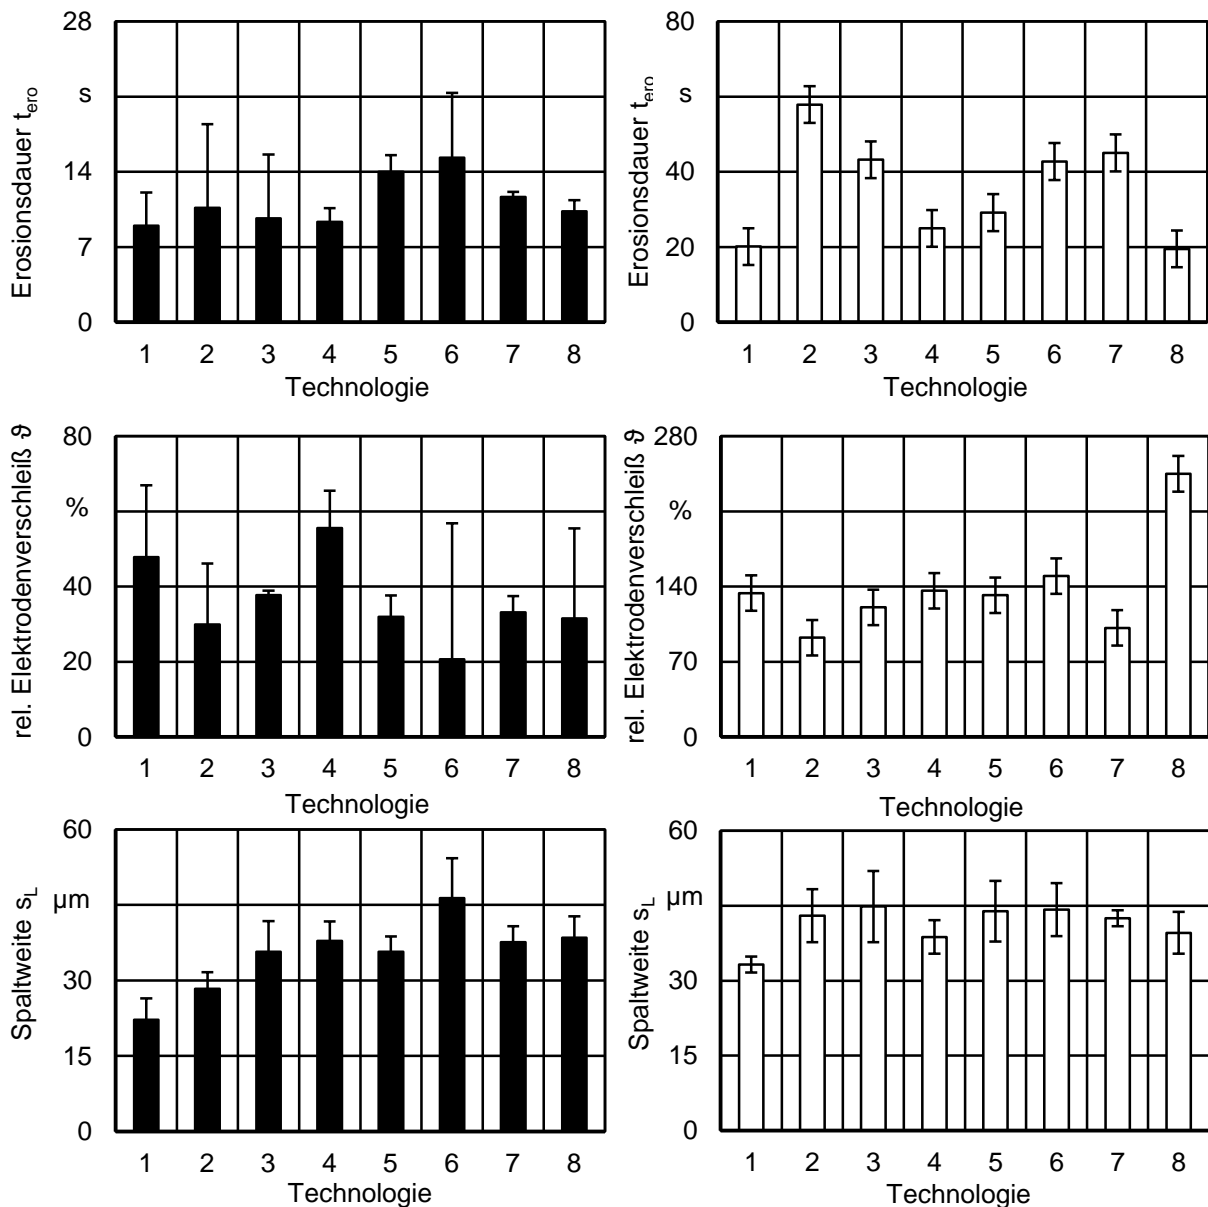 Erosionsdauer t_ero
28
s
14
7
0
1 2 3 4 5 6 7 8
Technologie
Erosionsdauer t_ero
80
s
40
20
0
1 2 3 4 5 6 7 8
Technologie
rel. Elektrodenverschleiß ϑ
80
%
40
20
0
1 2 3 4 5 6 7 8
Technologie
rel. Elektrodenverschleiß ϑ
280
%
140
70
0
1 2 3 4 5 6 7 8
Technologie
Spaltweite s_L
60
µm
30
15
0
1 2 3 4 5 6 7 8
Technologie
Spaltweite s_L
60
µm
30
15
0
1 2 3 4 5 6 7 8
Technologie